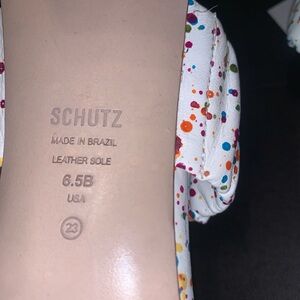 SCHUTZ
MADE IN BRAZIL
LEATHER SOLE
6.5B
USA
23